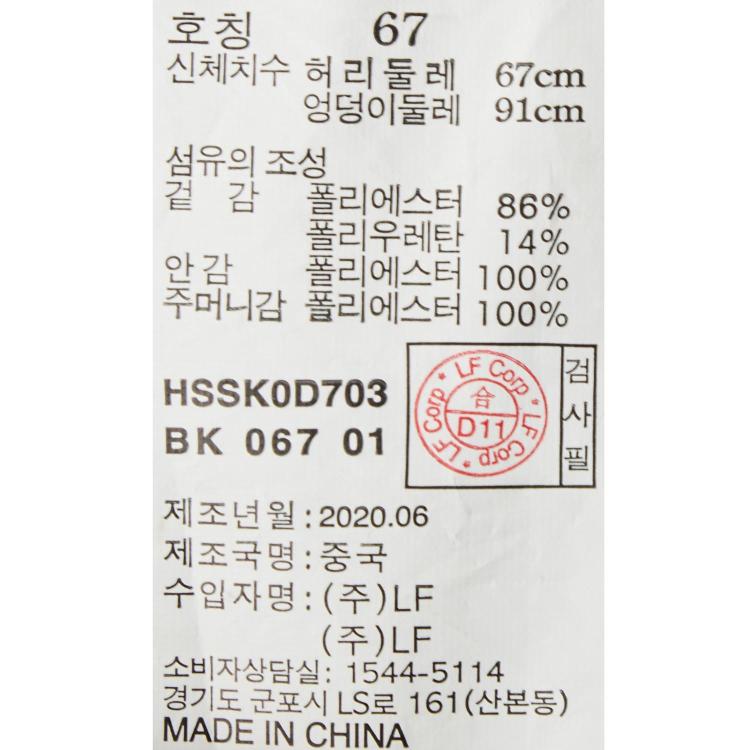 호칭 67
신체치수 허리둘레 67cm
엉덩이둘레 91cm
섬유의 조성
겉 감 폴리에스터 86%
폴리우레탄 14%
안 감 폴리에스터 100%
주머니감 폴리에스터 100%
HSSK0D703
BK 067 01
* LF Corp * LF Corp * LF Corp
合
D11
검사필
제조년월:2020.06
제조국명:중국
수입자명:(주)LF
(주)LF
소비자상담실: 1544-5114
경기도 군포시 LS로 161(산본동)
MADE IN CHINA